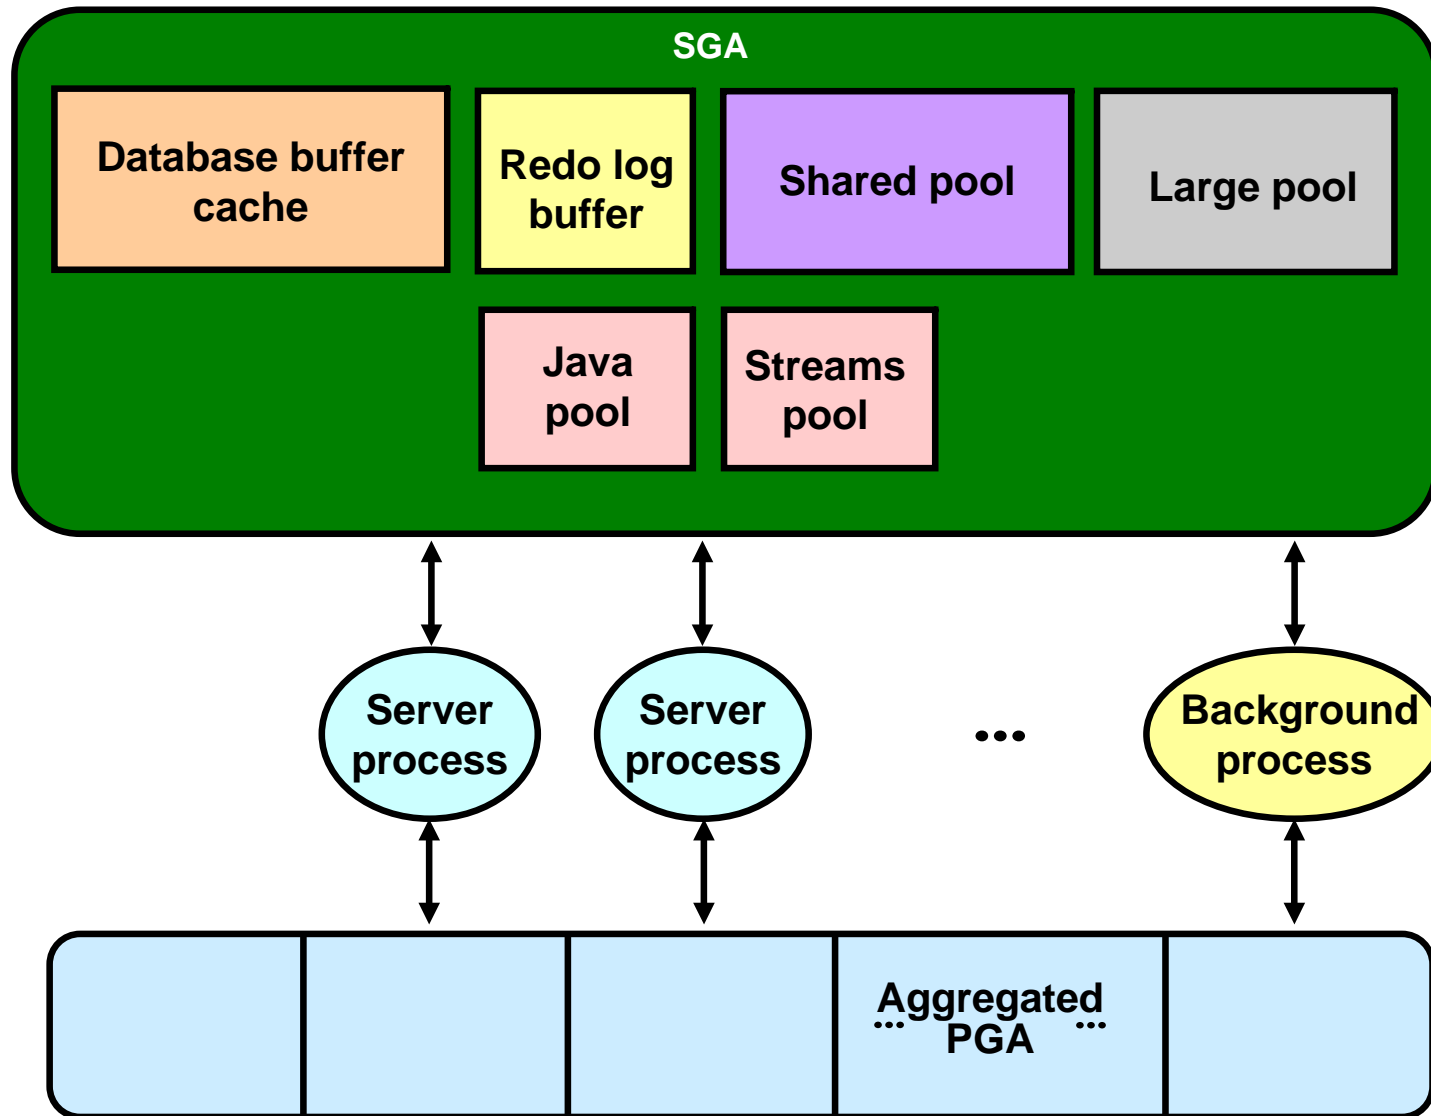 SGA
Database buffer
cache
Redo log
buffer
Shared pool
Large pool
Java
pool
Streams
pool
Server
process
Server
process
...
Background
process
Aggregated
... ...
PGA